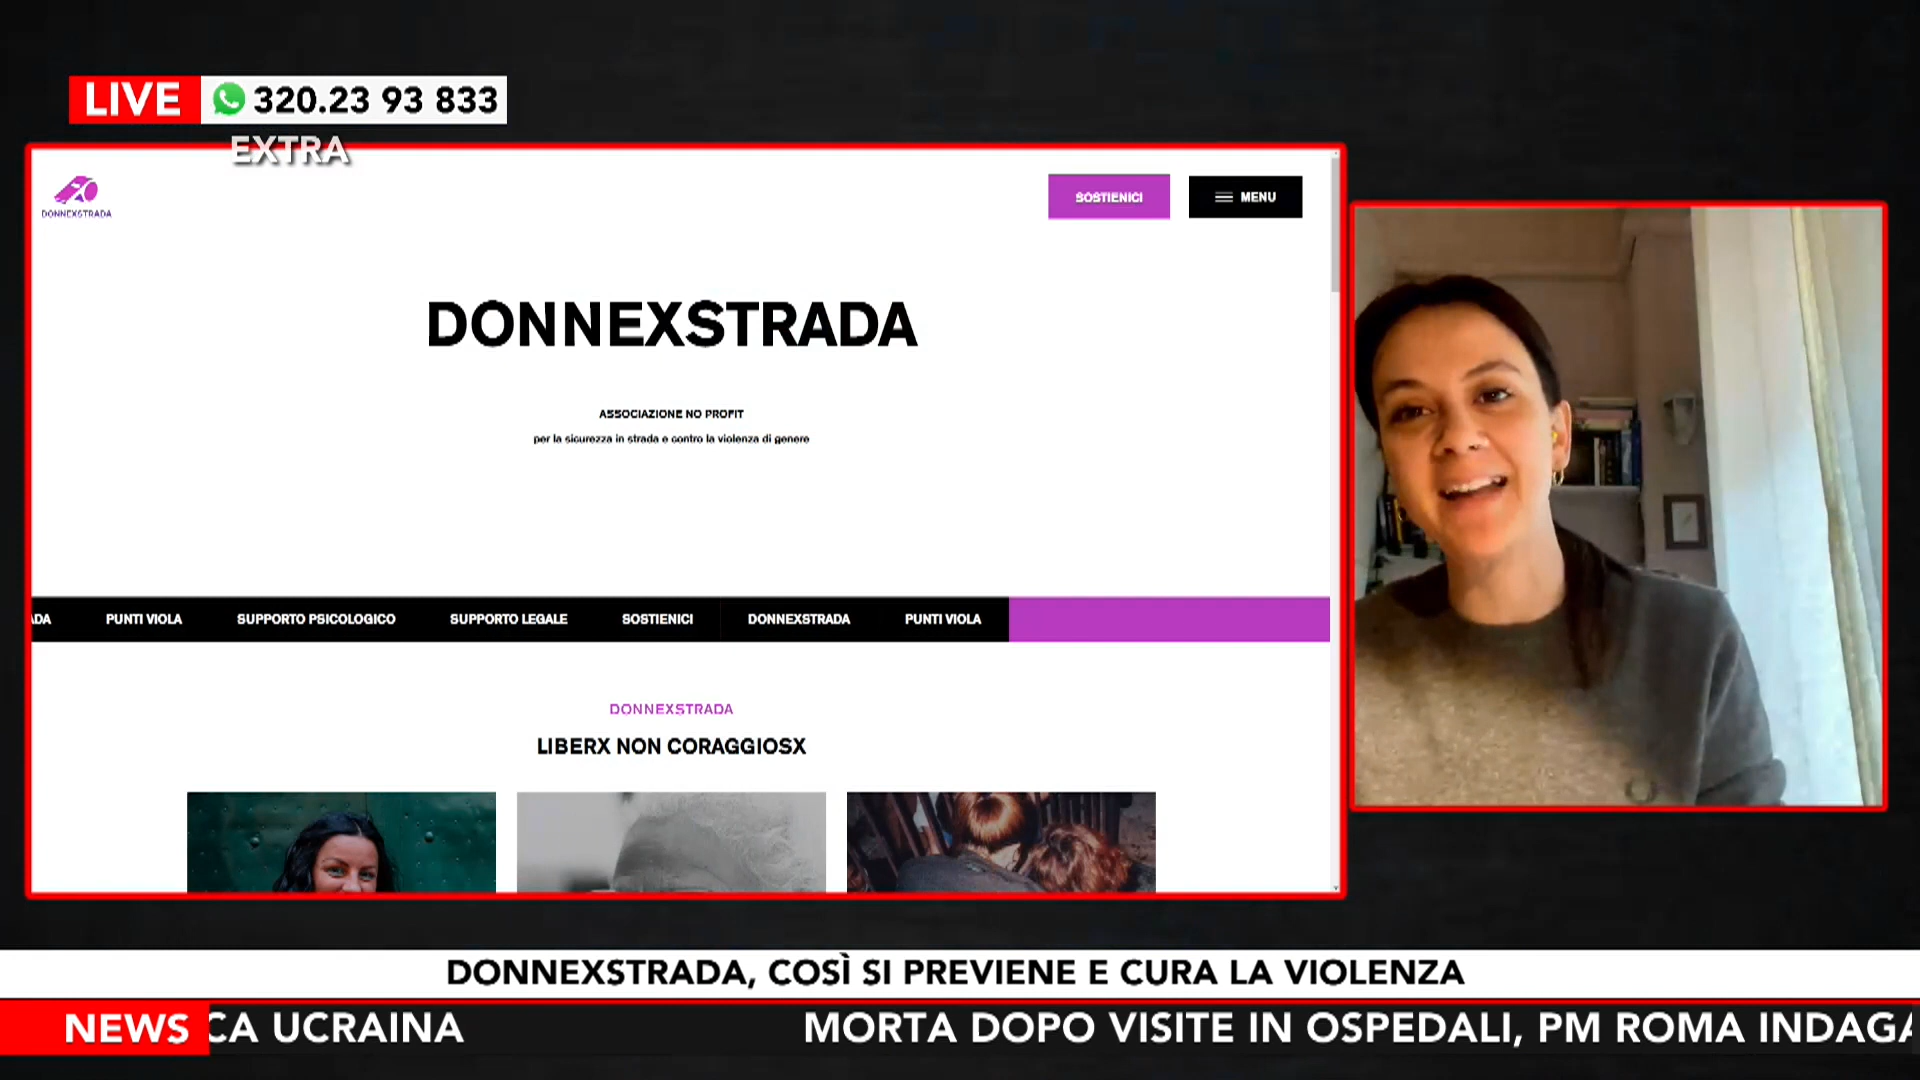 LIVE 320.23 93 833
EXTRA
DONNEXSTRADA
SOSTIENICI
MENU
DONNEXSTRADA
ASSOCIAZIONE NO PROFIT
per la sicurezza in strada e contro la violenza di genere
ADA PUNTI VIOLA SUPPORTO PSICOLOGICO SUPPORTO LEGALE SOSTIENICI DONNEXSTRADA PUNTI VIOLA
DONNEXSTRADA
LIBERX NON CORAGGIOSX
DONNEXSTRADA, COSÌ SI PREVIENE E CURA LA VIOLENZA
NEWS CA UCRAINA MORTA DOPO VISITE IN OSPEDALI, PM ROMA INDAGA